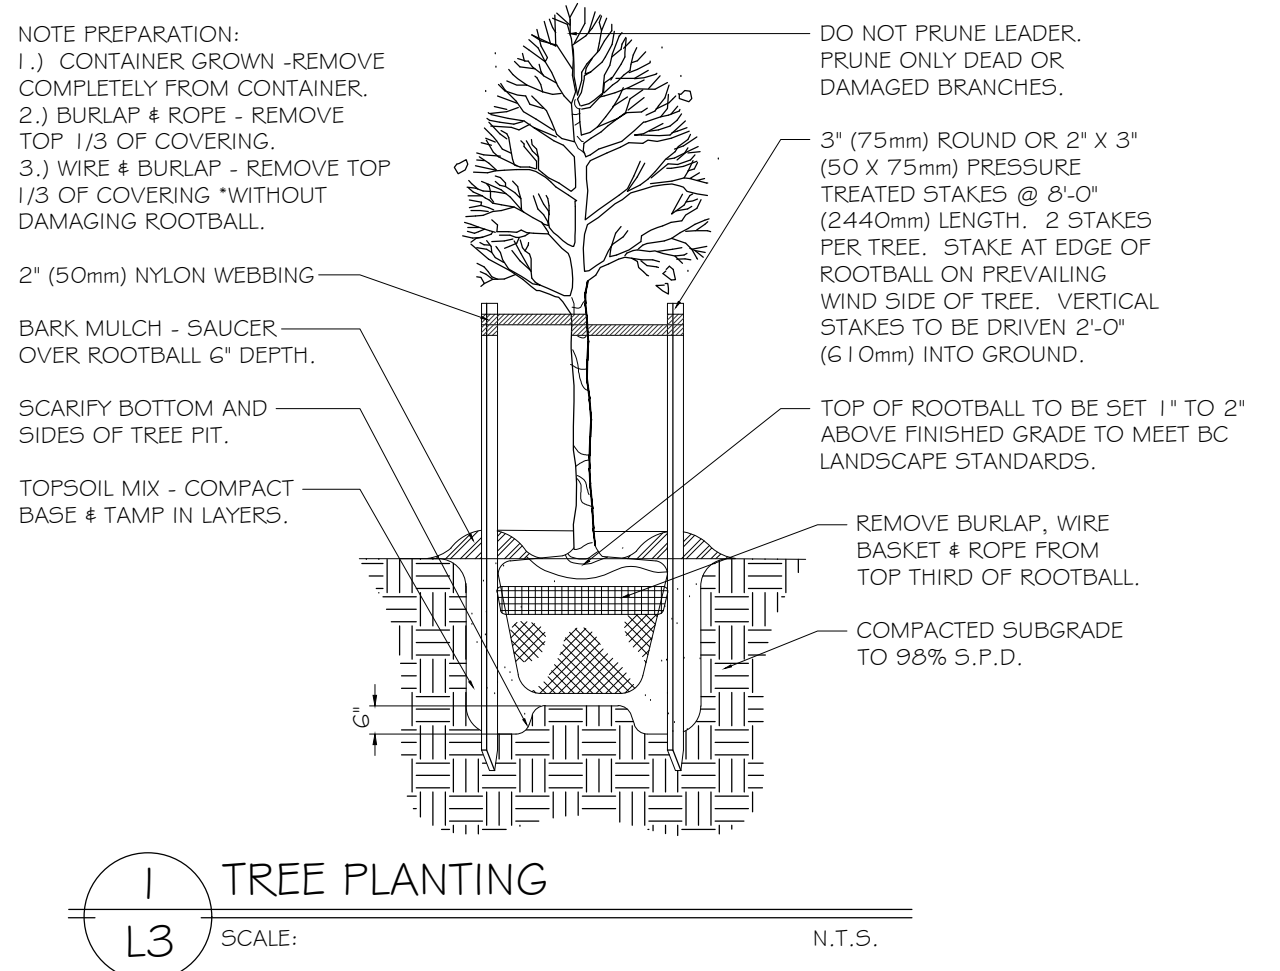 NOTE PREPARATION:
1.) CONTAINER GROWN -REMOVE
COMPLETELY FROM CONTAINER.
2.) BURLAP & ROPE - REMOVE
TOP 1/3 OF COVERING.
3.) WIRE & BURLAP - REMOVE TOP
1/3 OF COVERING *WITHOUT
DAMAGING ROOTBALL.
2" (50mm) NYLON WEBBING
BARK MULCH - SAUCER
OVER ROOTBALL 6" DEPTH.
SCARIFY BOTTOM AND
SIDES OF TREE PIT.
TOPSOIL MIX - COMPACT
BASE & TAMP IN LAYERS.
6"
DO NOT PRUNE LEADER.
PRUNE ONLY DEAD OR
DAMAGED BRANCHES.
3" (75mm) ROUND OR 2" X 3"
(50 X 75mm) PRESSURE
TREATED STAKES @ 8'-0"
(2440mm) LENGTH. 2 STAKES
PER TREE. STAKE AT EDGE OF
ROOTBALL ON PREVAILING
WIND SIDE OF TREE. VERTICAL
STAKES TO BE DRIVEN 2'-0"
(610mm) INTO GROUND.
TOP OF ROOTBALL TO BE SET 1" TO 2"
ABOVE FINISHED GRADE TO MEET BC
LANDSCAPE STANDARDS.
REMOVE BURLAP, WIRE
BASKET & ROPE FROM
TOP THIRD OF ROOTBALL.
COMPACTED SUBGRADE
TO 98% S.P.D.
1
TREE PLANTING
L3
SCALE: N.T.S.